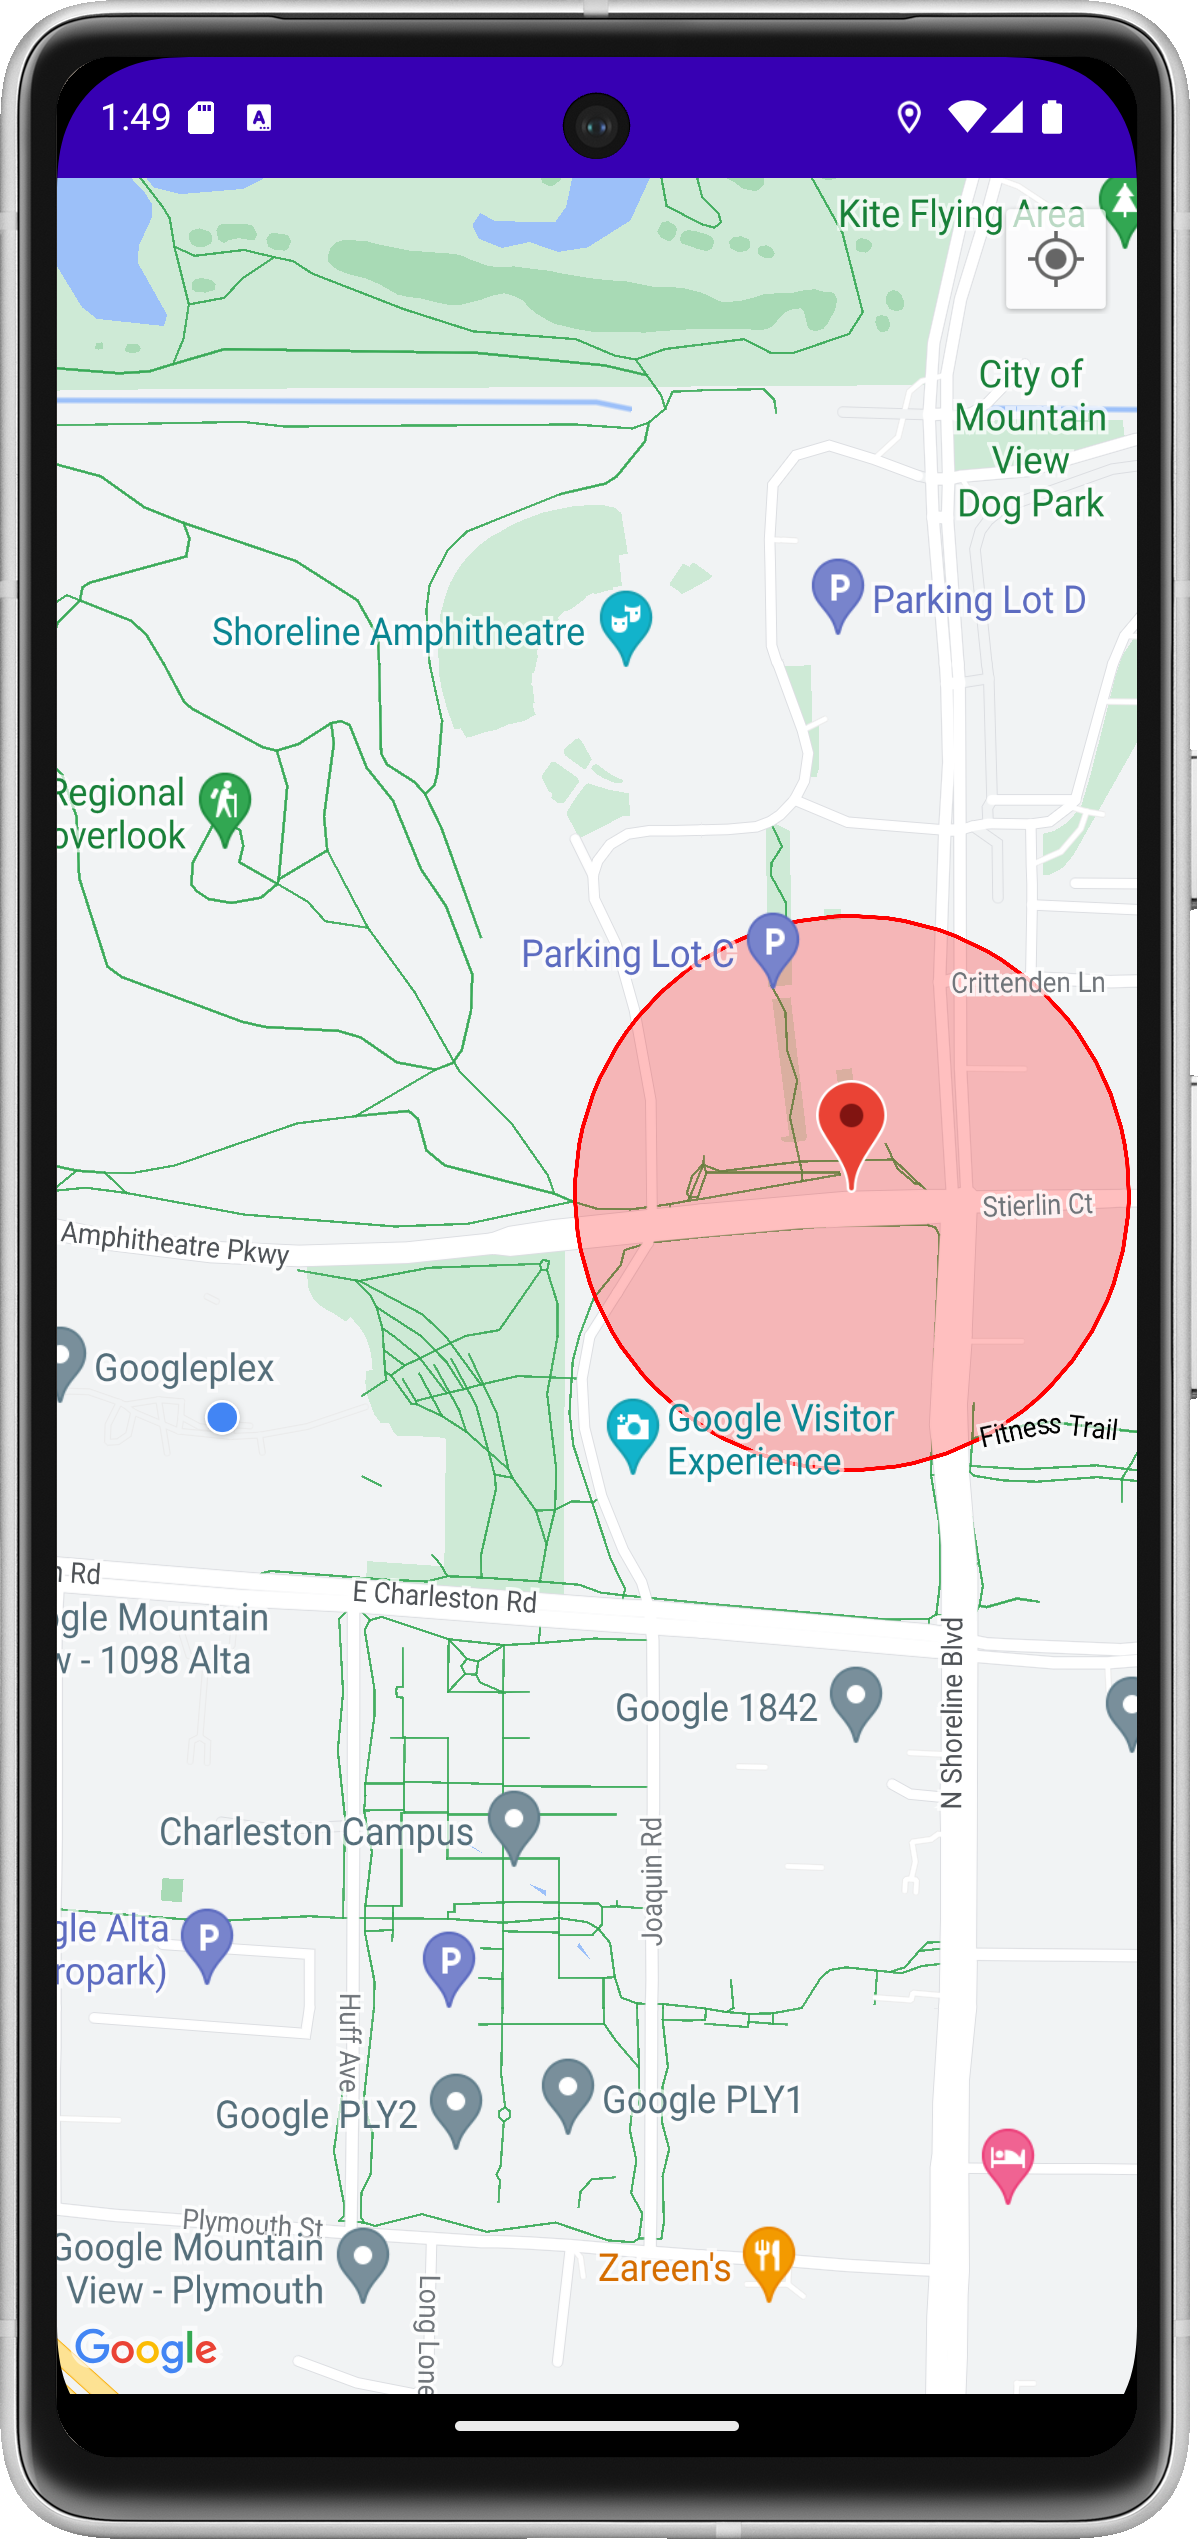 1:49
A
Kite Flying Area
City of
Mountain
View
Dog Park
P
Parking Lot D
Shoreline Amphitheatre
Regional
overlook
P
Parking Lot C
Crittenden Ln
Stierlin Ct
Amphitheatre Pkwy
Googleplex
Google Visitor
Experience
Fitness Trail
n Rd
E Charleston Rd
gle Mountain
w - 1098 Alta
N Shoreline Blvd
Google 1842
Charleston Campus
Joaquin Rd
gle Alta
ropark)
P
P
Huff Ave
Google PLY2
Google PLY1
Plymouth St
Google Mountain
View - Plymouth
Zareen's
Long Lone
Google